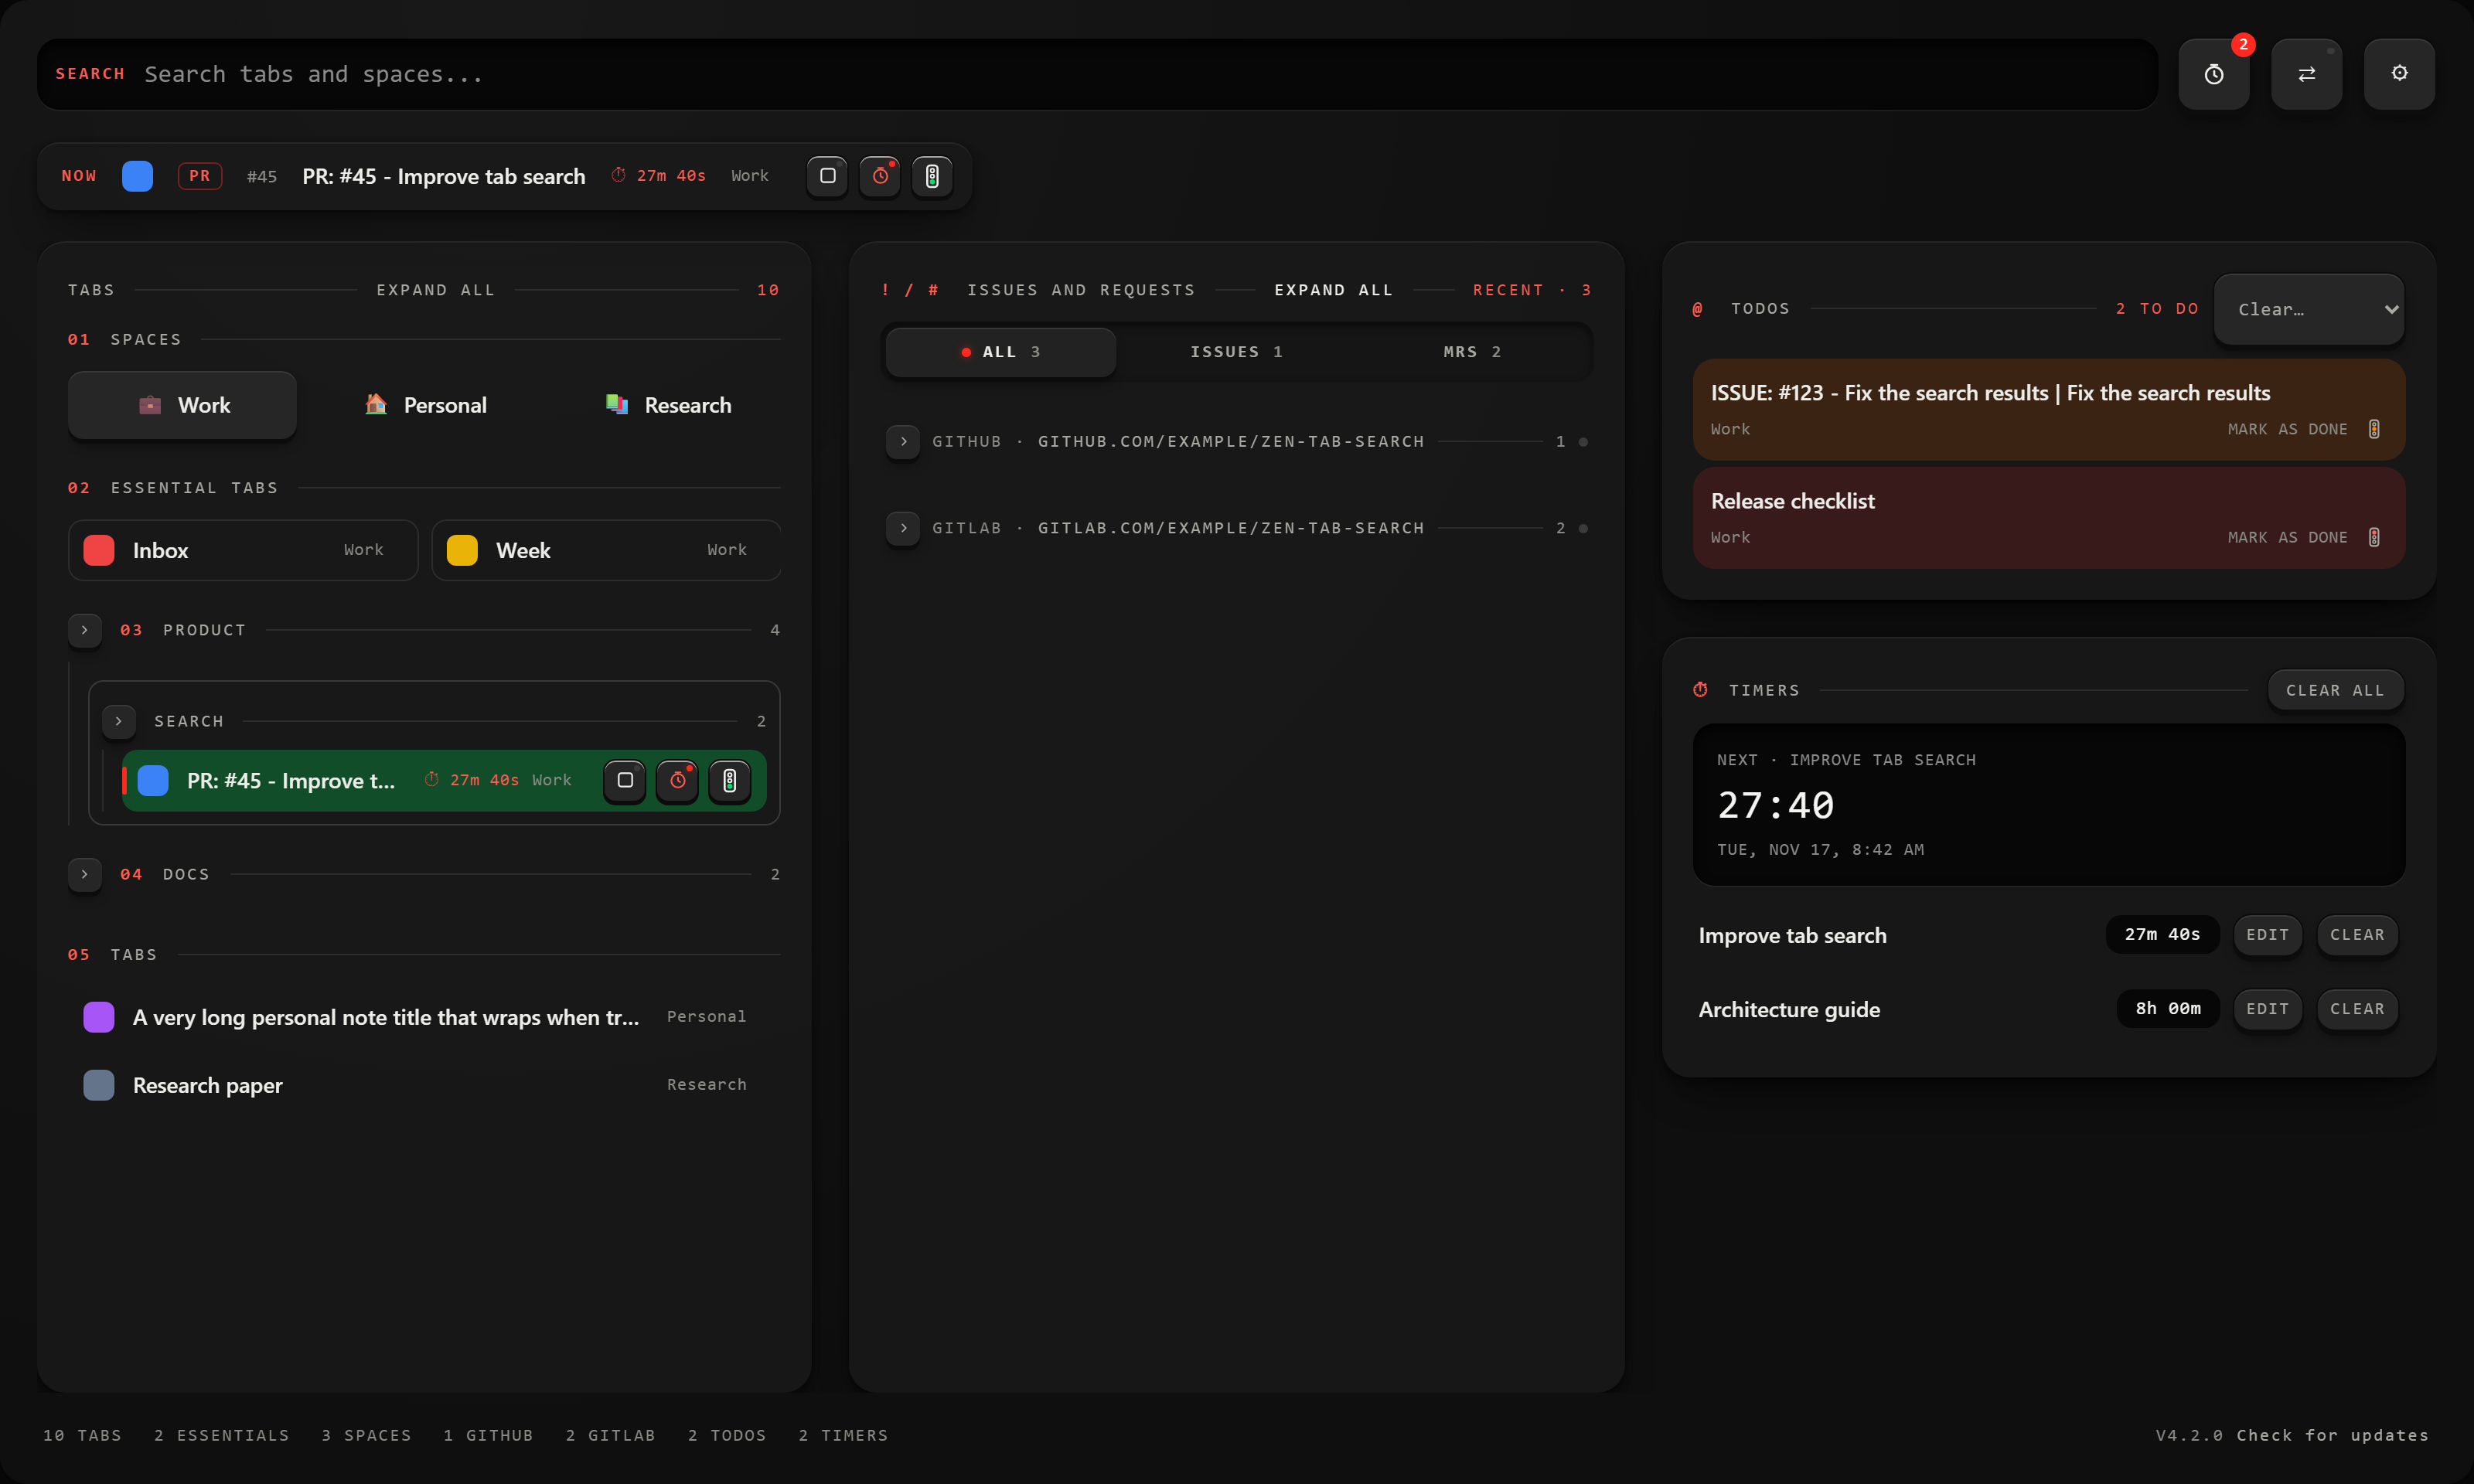 SEARCH Search tabs and spaces...
2
NOW PR #45 PR: #45 - Improve tab search 27m 40s Work
TABS EXPAND ALL 10
01 SPACES
Work Personal Research
02 ESSENTIAL TABS
Inbox Work Week Work
03 PRODUCT 4
SEARCH 2
PR: #45 - Improve t... 27m 40s Work
04 DOCS 2
05 TABS
A very long personal note title that wraps when tr... Personal
Research paper Research
! / # ISSUES AND REQUESTS EXPAND ALL RECENT · 3
ALL 3 ISSUES 1 MRS 2
GITHUB · GITHUB.COM/EXAMPLE/ZEN-TAB-SEARCH 1
GITLAB · GITLAB.COM/EXAMPLE/ZEN-TAB-SEARCH 2
@ TODOS 2 TO DO Clear…
ISSUE: #123 - Fix the search results | Fix the search results
Work MARK AS DONE
Release checklist
Work MARK AS DONE
TIMERS CLEAR ALL
NEXT · IMPROVE TAB SEARCH
27:40
TUE, NOV 17, 8:42 AM
Improve tab search 27m 40s EDIT CLEAR
Architecture guide 8h 00m EDIT CLEAR
10 TABS 2 ESSENTIALS 3 SPACES 1 GITHUB 2 GITLAB 2 TODOS 2 TIMERS
V4.2.0 Check for updates